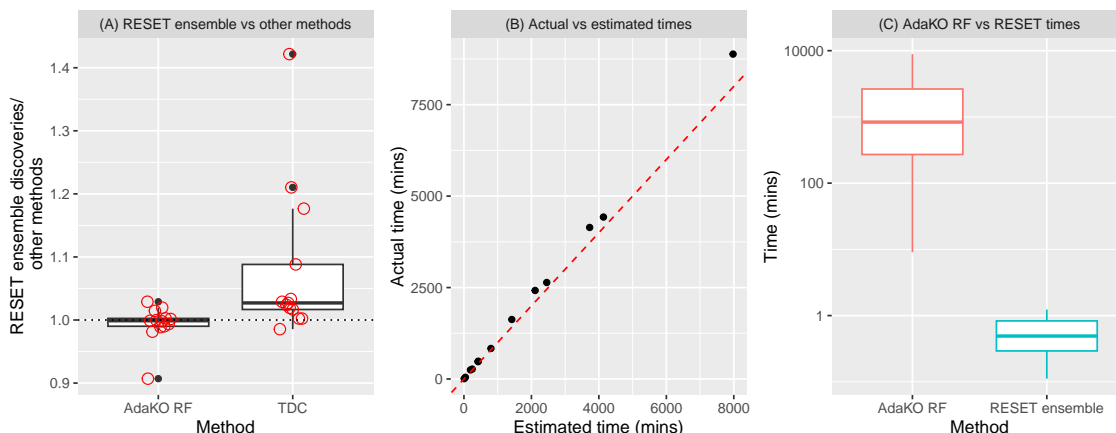 (A) RESET ensemble vs other methods
RESET ensemble discoveries/
other methods
1.4
1.3
1.2
1.1
1.0
0.9
AdaKO RF
TDC
Method
(B) Actual vs estimated times
Actual time (mins)
7500
5000
2500
0
0
2000
4000
6000
8000
Estimated time (mins)
(C) AdaKO RF vs RESET times
Time (mins)
10000
100
1
AdaKO RF
RESET ensemble
Method